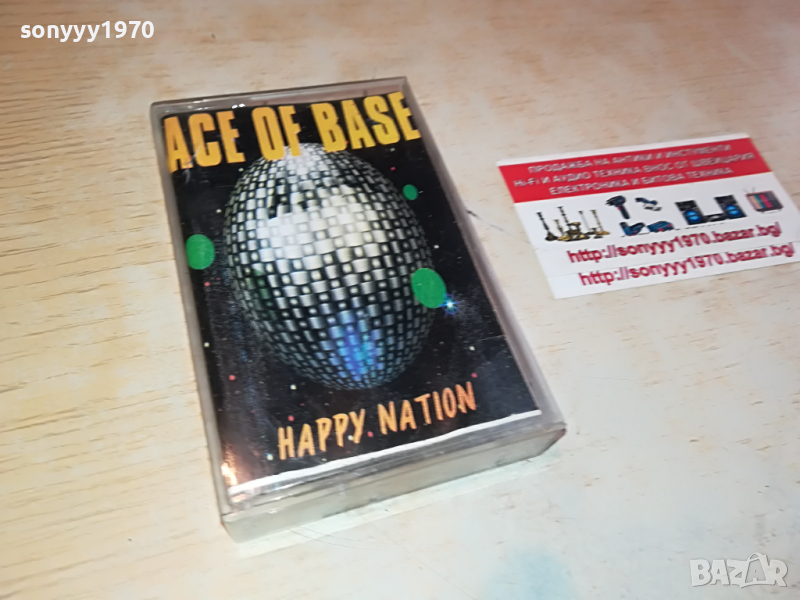 sonyyy1970
ACE OF BASE
HAPPY NATION
ПРОДАЖБА НА АНТИКИ И ИНСТУМЕНТИ
Hi-Fi И АУДИО ТЕХНИКА ВНОС ОТ ШВЕЙЦАРИЯ
ЕЛЕКТРОНИКА И БИТОВА ТЕХНИКА
http://sonyyy1970.bazar.bg/
http://sonyyy1970.bazar.bg/
BAZAR